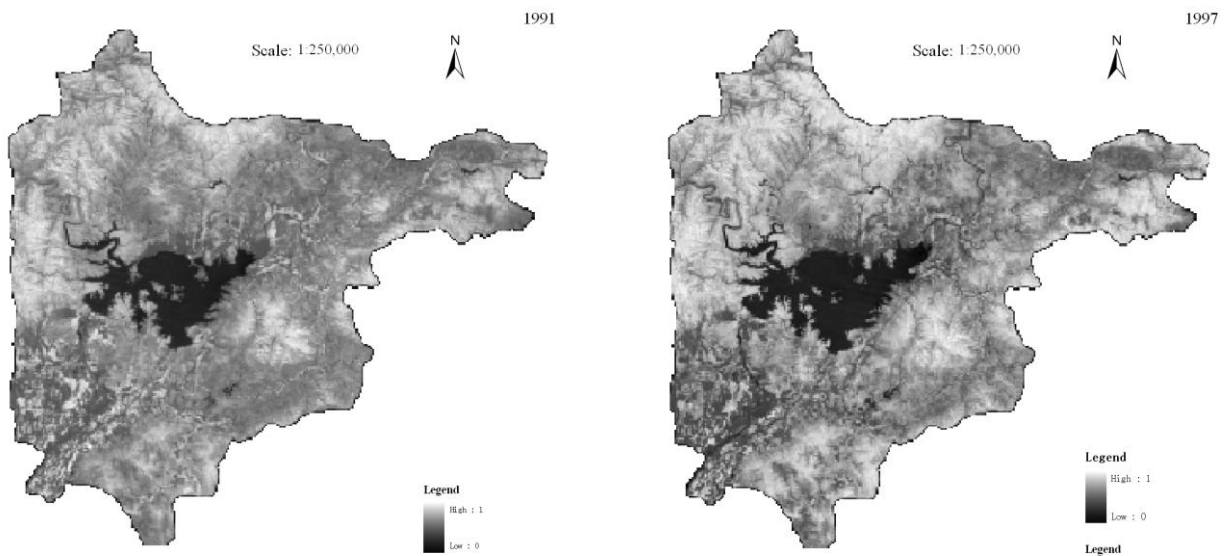 1991
Scale: 1:250,000
N
Legend
High : 1
Low : 0
1997
Scale: 1:250,000
N
Legend
High : 1
Low : 0
Legend